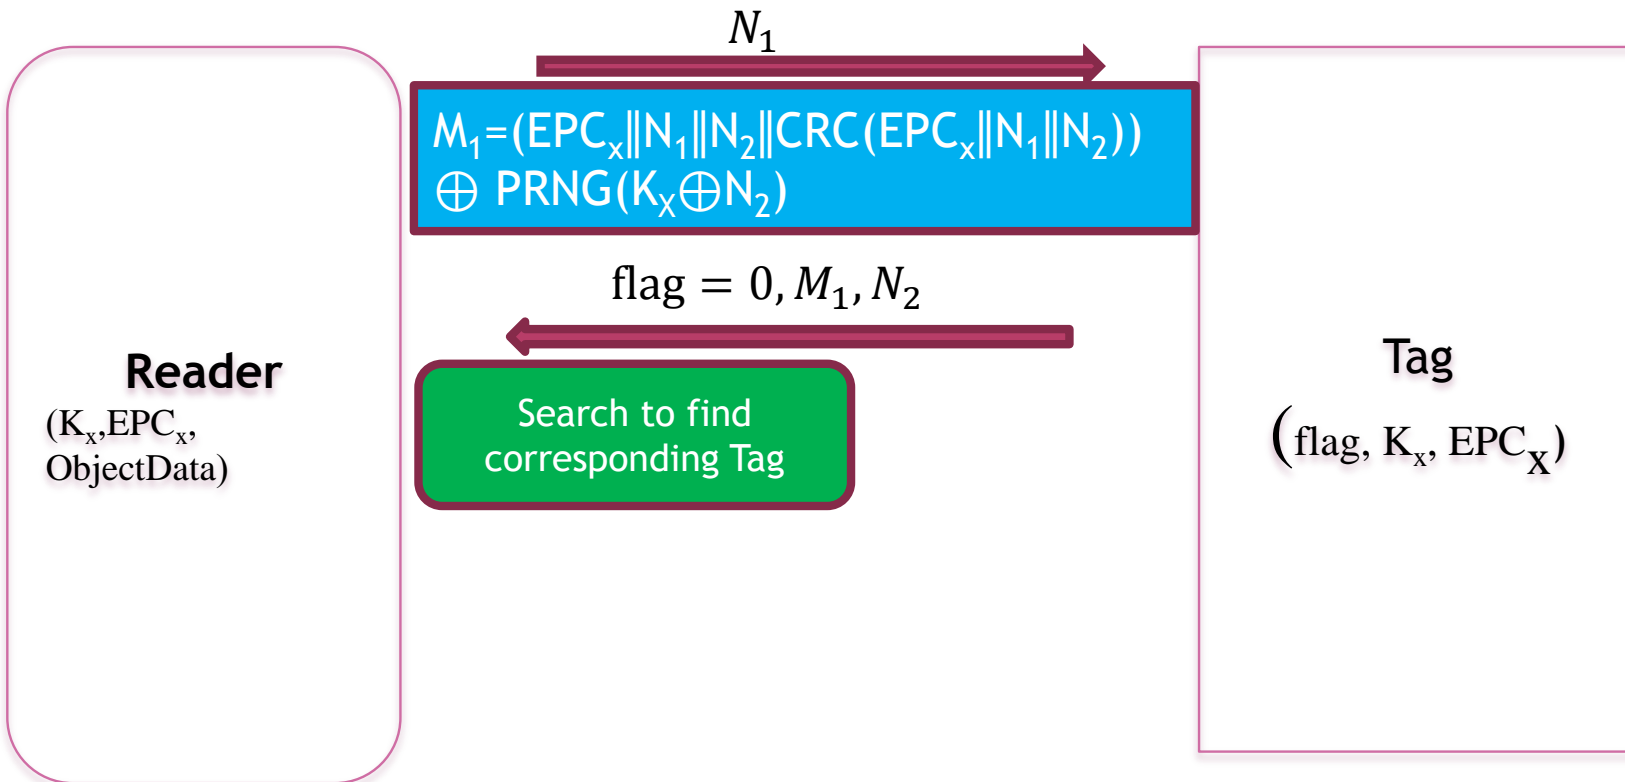 N₁
M₁=(EPCₓ‖N₁‖N₂‖CRC(EPCₓ‖N₁‖N₂))
⊕ PRNG(K_X⊕N₂)
flag = 0, M₁, N₂
Reader
(Kₓ,EPCₓ,
ObjectData)
Search to find
corresponding Tag
Tag
(flag, Kₓ, EPCₓ)